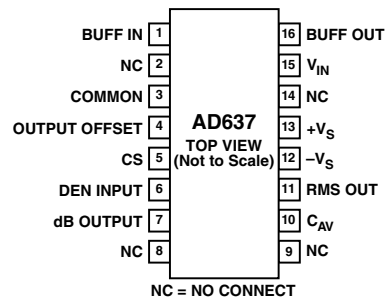 BUFF IN 1
NC 2
COMMON 3
OUTPUT OFFSET 4
CS 5
DEN INPUT 6
dB OUTPUT 7
NC 8
AD637
TOP VIEW
(Not to Scale)
16 BUFF OUT
15 VIN
14 NC
13 +VS
12 –VS
11 RMS OUT
10 CAV
9 NC
NC = NO CONNECT